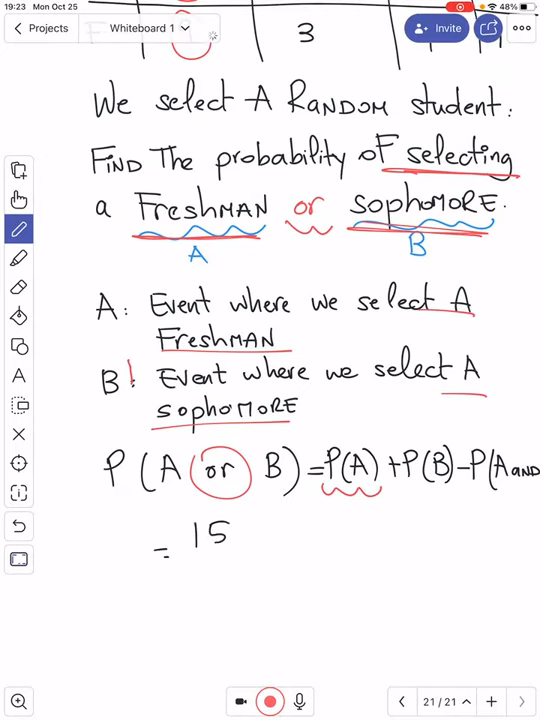 19:23 Mon Oct 25 48%
Projects Whiteboard 1 Invite
3
We select A RANDOM student:
FIND The probability of selecting
a FreshMAN or sophoMORE.
A B
A: Event where we select A
FRESHMAN
B: Event where we select A
sophoMORE
P(A or B) = P(A) + P(B) - P(A AND
= 15
21/21